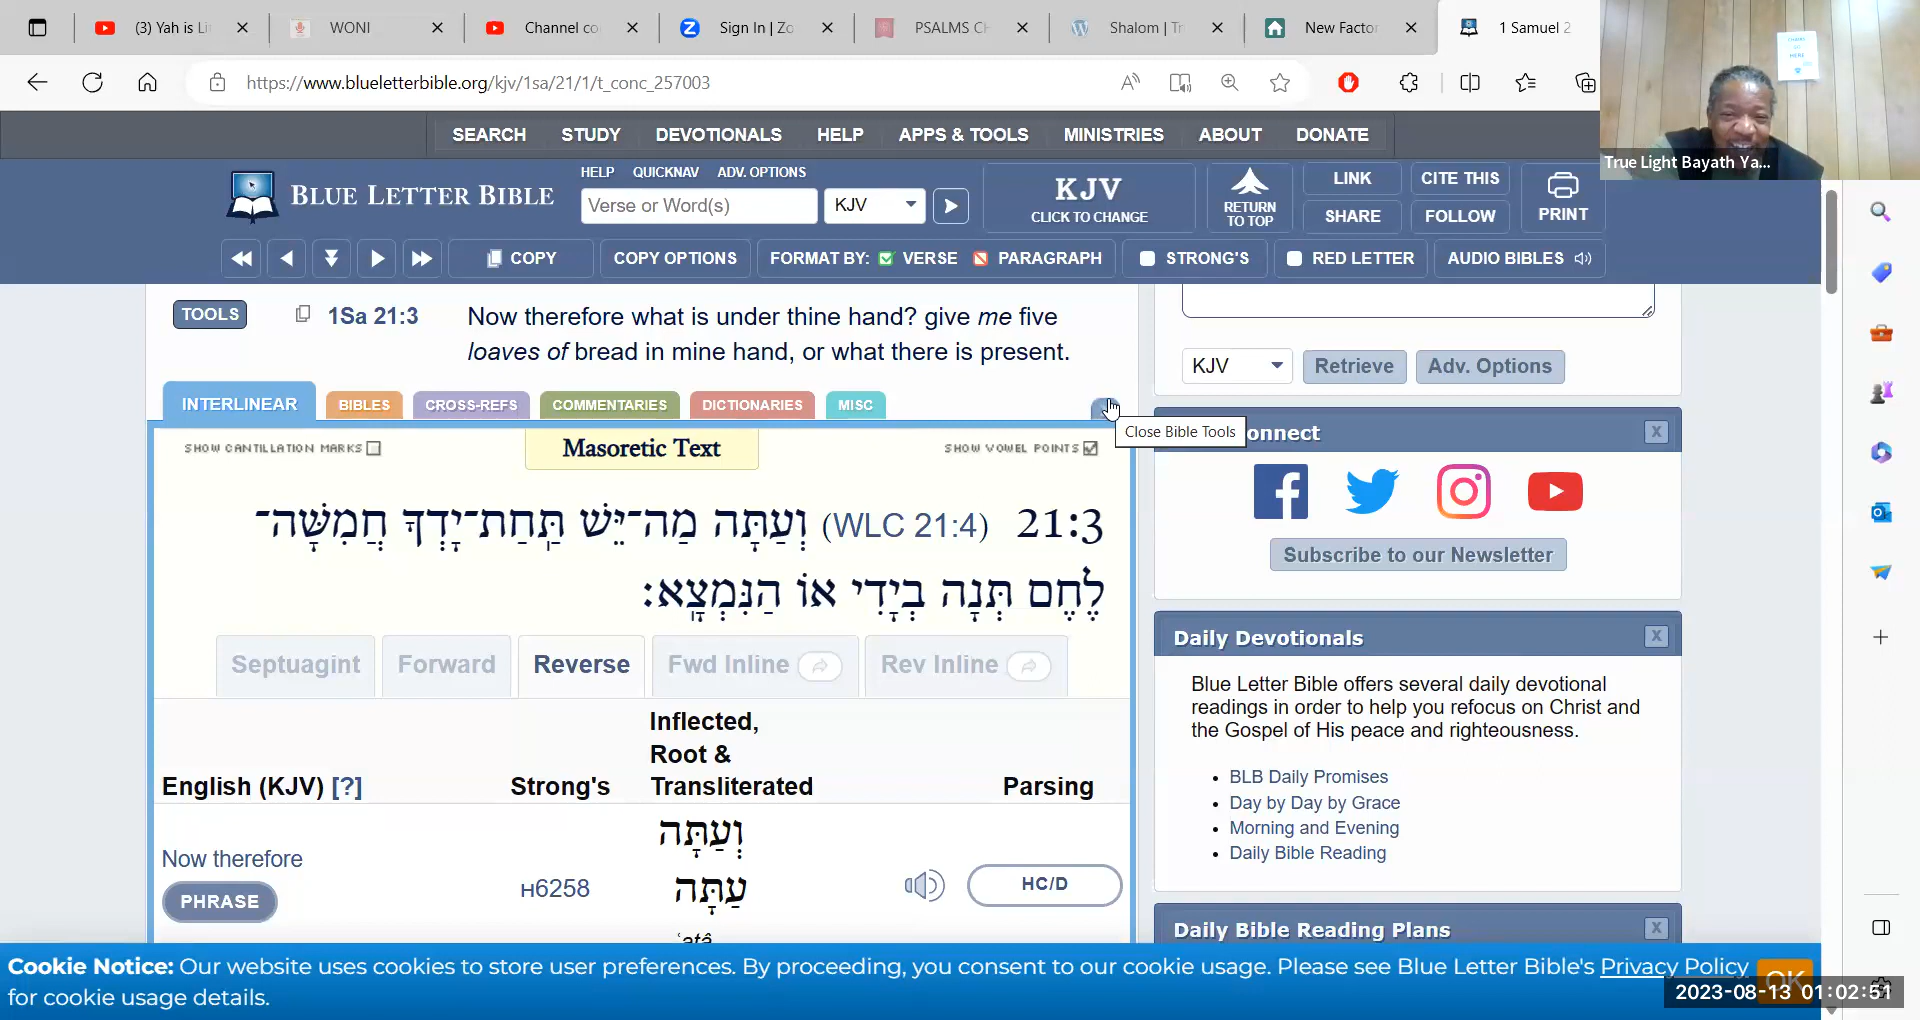 (3) Yah is Li
WONI
Channel co
Sign In | Zo
PSALMS CH
Shalom | Tr
New Factor
1 Samuel 2
https://www.blueletterbible.org/kjv/1sa/21/1/t_conc_257003
True Light Bayath Ya...
SEARCH STUDY DEVOTIONALS HELP APPS & TOOLS MINISTRIES ABOUT DONATE
BLUE LETTER BIBLE
HELP QUICKNAV ADV. OPTIONS
Verse or Word(s) KJV
KJV
CLICK TO CHANGE
RETURN
TO TOP
LINK CITE THIS
SHARE FOLLOW
PRINT
COPY COPY OPTIONS FORMAT BY: VERSE PARAGRAPH STRONG'S RED LETTER AUDIO BIBLES
TOOLS 1Sa 21:3 Now therefore what is under thine hand? give me five
loaves of bread in mine hand, or what there is present.
INTERLINEAR BIBLES CROSS-REFS COMMENTARIES DICTIONARIES MISC
Close Bible Tools
SHOW CANTILLATION MARKS Masoretic Text SHOW VOWEL POINTS
21:3 (WLC 21:4) וְעַתָּה מַה־יֵּשׁ תַּחַת־יָדְךָ חֲמִשָּׁה־
לֶחֶם תְּנָה בְיָדִי אוֹ הַנִּמְצָא׃
Septuagint Forward Reverse Fwd Inline Rev Inline
English (KJV) [?] Strong's Inflected,
Root &
Transliterated Parsing
Now therefore
PHRASE
H6258
וְעַתָּה
עַתָּה
ʿatâ
HC/D
KJV Retrieve Adv. Options
onnect
X
Subscribe to our Newsletter
Daily Devotionals X
Blue Letter Bible offers several daily devotional
readings in order to help you refocus on Christ and
the Gospel of His peace and righteousness.
BLB Daily Promises
Day by Day by Grace
Morning and Evening
Daily Bible Reading
Daily Bible Reading Plans X
Cookie Notice: Our website uses cookies to store user preferences. By proceeding, you consent to our cookie usage. Please see Blue Letter Bible's Privacy Policy
for cookie usage details.
OK
2023-08-13 01:02:51